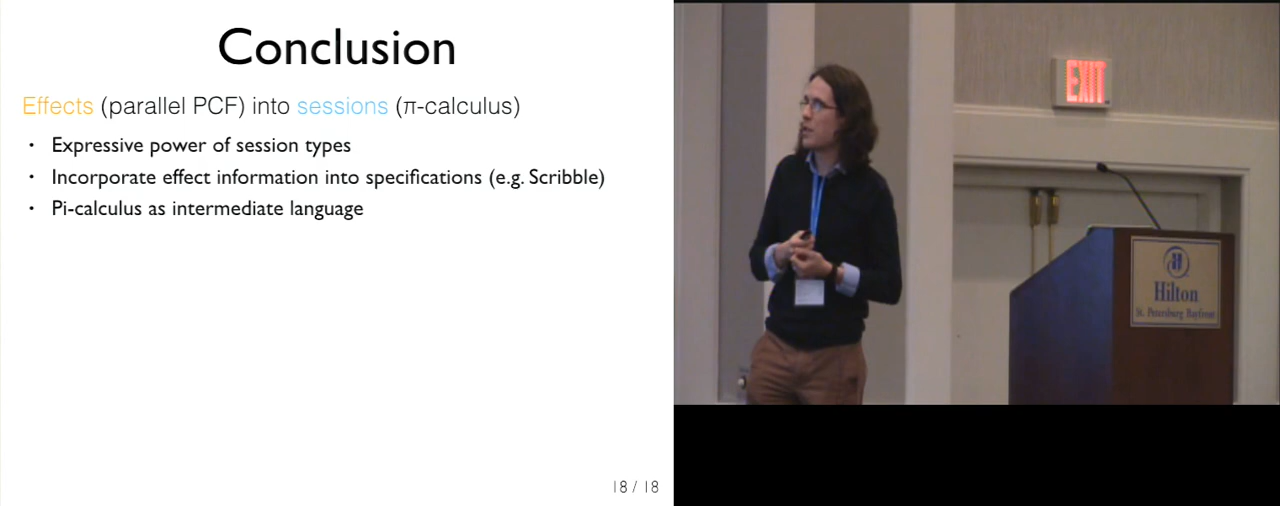 Conclusion
Effects (parallel PCF) into sessions (π-calculus)
• Expressive power of session types
• Incorporate effect information into specifications (e.g. Scribble)
• Pi-calculus as intermediate language
18 / 18
EXIT
Hilton
St. Petersburg Bayfront